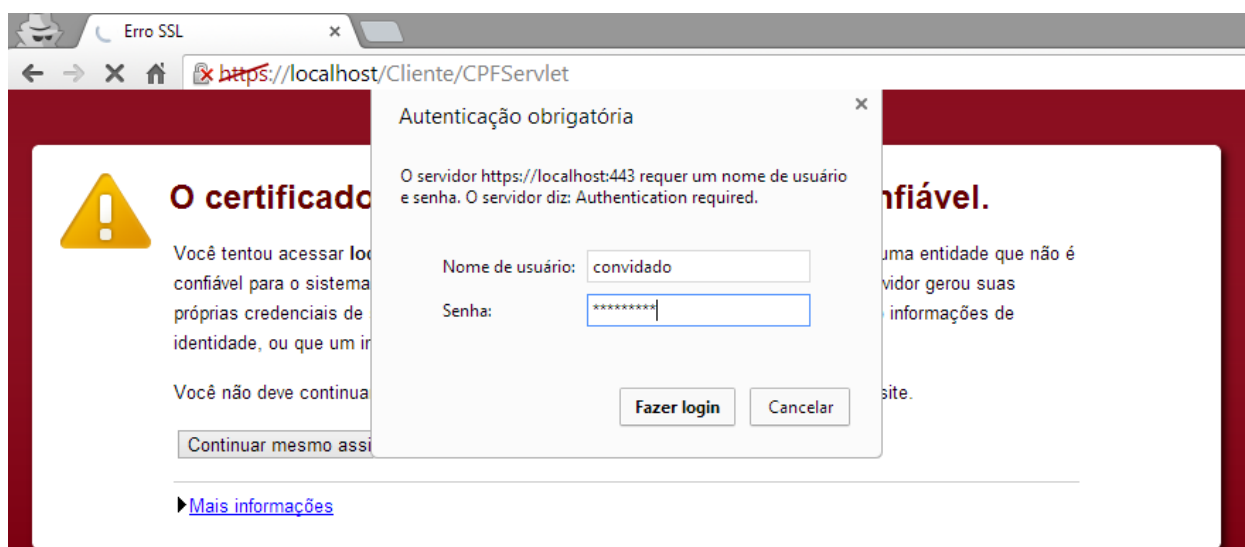 Erro SSL
https://localhost/Cliente/CPFServlet
Autenticação obrigatória
O servidor https://localhost:443 requer um nome de usuário
e senha. O servidor diz: Authentication required.
Nome de usuário: convidado
Senha: *********
Fazer login Cancelar
O certificado nfiável.
Você tentou acessar uma entidade que não é
confiável para o sistema vidor gerou suas
próprias credenciais de informações de
identidade, ou que um
Você não deve continua site.
Continuar mesmo assi
Mais informações